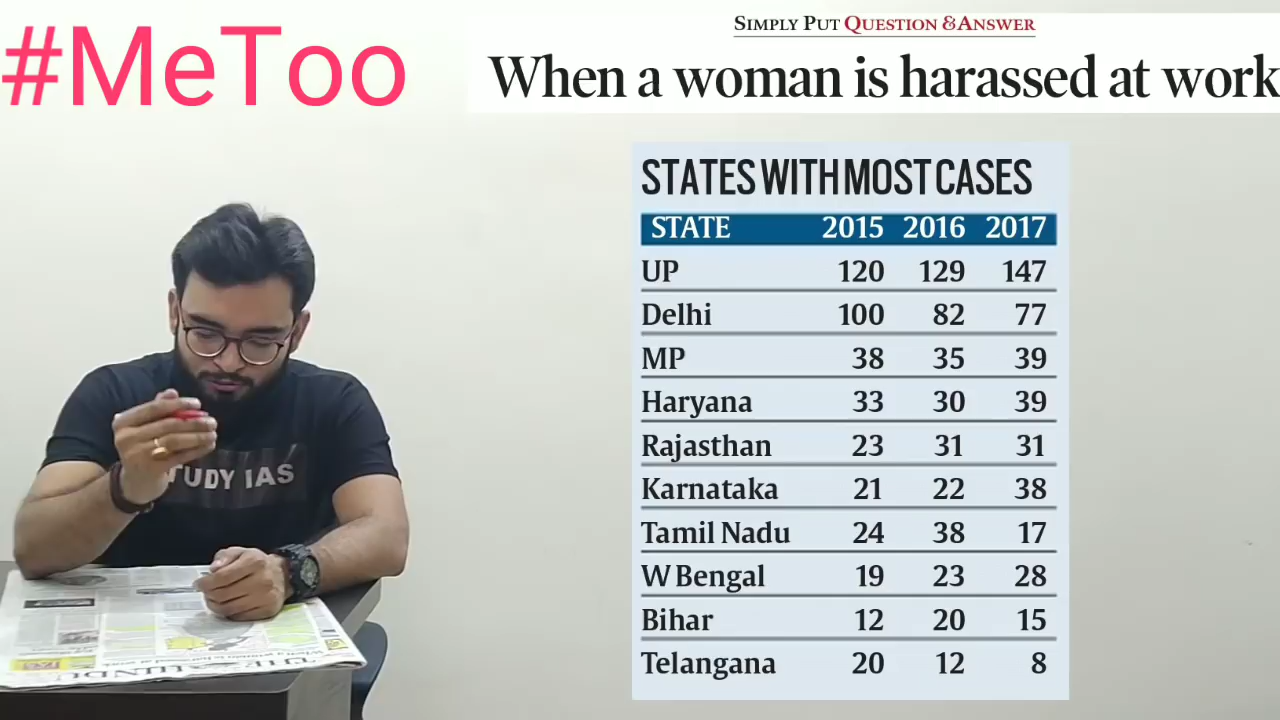 #MeToo
SIMPLY PUT QUESTION &ANSWER
When a woman is harassed at work
STATES WITH MOST CASES
STATE 2015 2016 2017
UP 120 129 147
Delhi 100 82 77
MP 38 35 39
Haryana 33 30 39
Rajasthan 23 31 31
Karnataka 21 22 38
Tamil Nadu 24 38 17
W Bengal 19 23 28
Bihar 12 20 15
Telangana 20 12 8
TUDY IAS